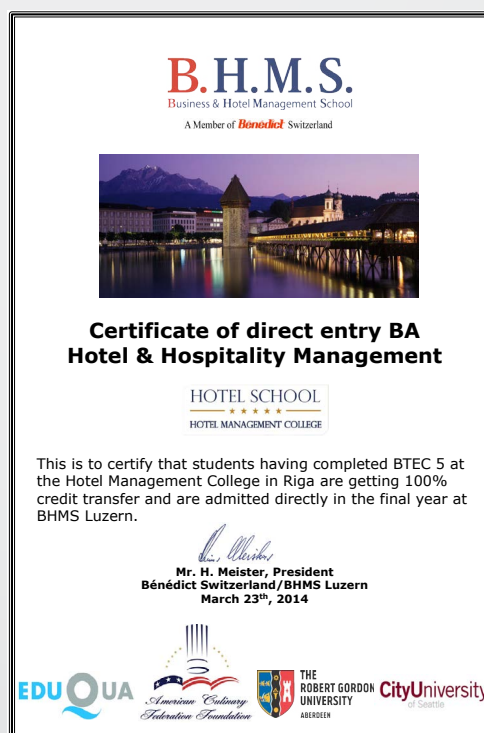 B.H.M.S.
Business & Hotel Management School
A Member of Bénédict Switzerland
Certificate of direct entry BA
Hotel & Hospitality Management
HOTEL SCHOOL
HOTEL MANAGEMENT COLLEGE
This is to certify that students having completed BTEC 5 at
the Hotel Management College in Riga are getting 100%
credit transfer and are admitted directly in the final year at
BHMS Luzern.
Mr. H. Meister, President
Bénédict Switzerland/BHMS Luzern
March 23th, 2014
EDUQUA
American Culinary
Federation Foundation
THE
ROBERT GORDON
UNIVERSITY
ABERDEEN
CityUniversity
of Seattle